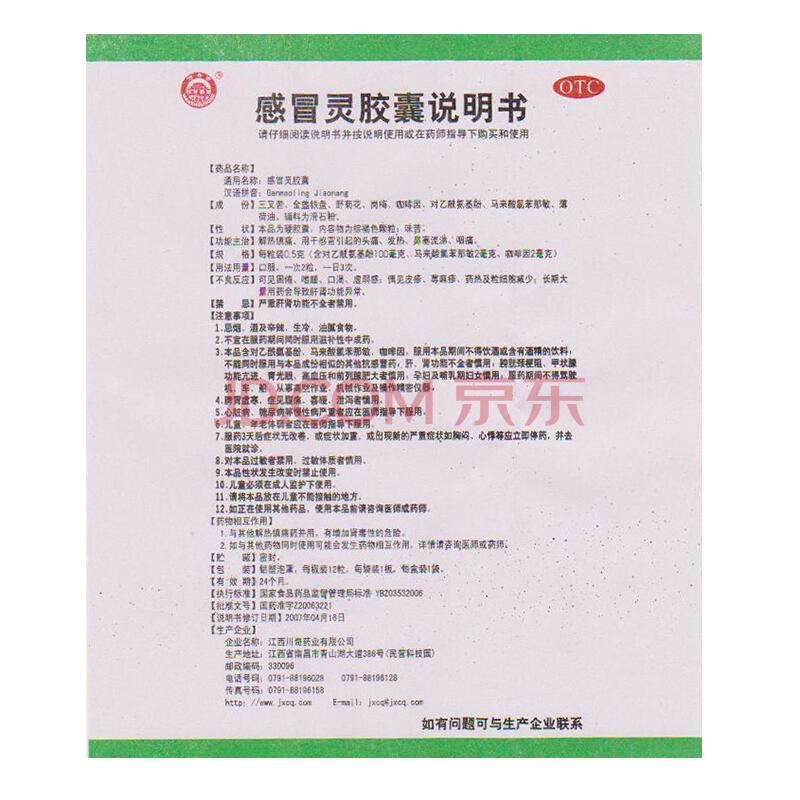 OTC
感冒灵胶囊说明书
请仔细阅读说明书并按说明使用或在药师指导下购买和使用
【药品名称】
通用名称：感冒灵胶囊
汉语拼音：Ganmaoling Jiaonang
【成 份】三叉苦、金盏银盘、野菊花、岗梅、咖啡因、对乙酰氨基酚、马来酸氯苯那敏、薄
荷油，辅料为滑石粉。
【性 状】本品为硬胶囊，内容物为棕褐色颗粒；味苦。
【功能主治】解热镇痛。用于感冒引起的头痛，发热，鼻塞流涕，咽痛。
【规 格】每粒装0.5克（含对乙酰氨基酚100毫克、马来酸氯苯那敏2毫克、咖啡因2毫克）
【用法用量】口服，一次2粒，一日3次。
【不良反应】可见困倦、嗜睡、口渴、虚弱感；偶见皮疹、荨麻疹、药热及粒细胞减少；长期大
量用药会导致肝肾功能异常。
【禁 忌】严重肝肾功能不全者禁用。
【注意事项】
1.忌烟、酒及辛辣、生冷、油腻食物。
2.不宜在服药期间同时服用滋补性中成药。
3.本品含对乙酰氨基酚、马来酸氯苯那敏、咖啡因，服用本品期间不得饮酒或含有酒精的饮料；
不能同时服用与本品成份相似的其他抗感冒药；肝、肾功能不全者慎用；膀胱颈梗阻、甲状腺
功能亢进、青光眼、高血压和前列腺肥大者慎用；孕妇及哺乳期妇女慎用；服药期间不得驾驶
机、车、船、从事高空作业、机械作业及操作精密仪器。
4.脾胃虚寒，症见腹痛、喜暖、泄泻者慎用。
5.心脏病、糖尿病等慢性病严重者应在医师指导下服用。
6.儿童、年老体弱者应在医师指导下服用。
7.服药3天后症状无改善，或症状加重，或出现新的严重症状如胸闷、心悸等应立即停药，并去
医院就诊。
8.对本品过敏者禁用，过敏体质者慎用。
9.本品性状发生改变时禁止使用。
10.儿童必须在成人监护下使用。
11.请将本品放在儿童不能接触的地方。
12.如正在使用其他药品，使用本品前请咨询医师或药师。
【药物相互作用】
1.与其他解热镇痛药并用，有增加肾毒性的危险。
2.如与其他药物同时使用可能会发生药物相互作用，详情请咨询医师或药师。
【贮 藏】密封。
【包 装】铝塑泡罩，每板装12粒，每袋装1板，每盒装1袋。
【有 效 期】24个月。
【执行标准】国家食品药品监督管理局标准 YBZ03532006
【批准文号】国药准字Z20063221
【说明书修订日期】2007年04月16日
【生产企业】
企业名称：江西川奇药业有限公司
生产地址：江西省南昌市青山湖大道388号(民营科技园)
邮政编码：330096
电话号码：0791-88196028 0791-88196128
传真号码：0791-88196158
http://www.jxcq.com E-mail: jxcq@jxcq.com
如有问题可与生产企业联系
JD.COM 京东